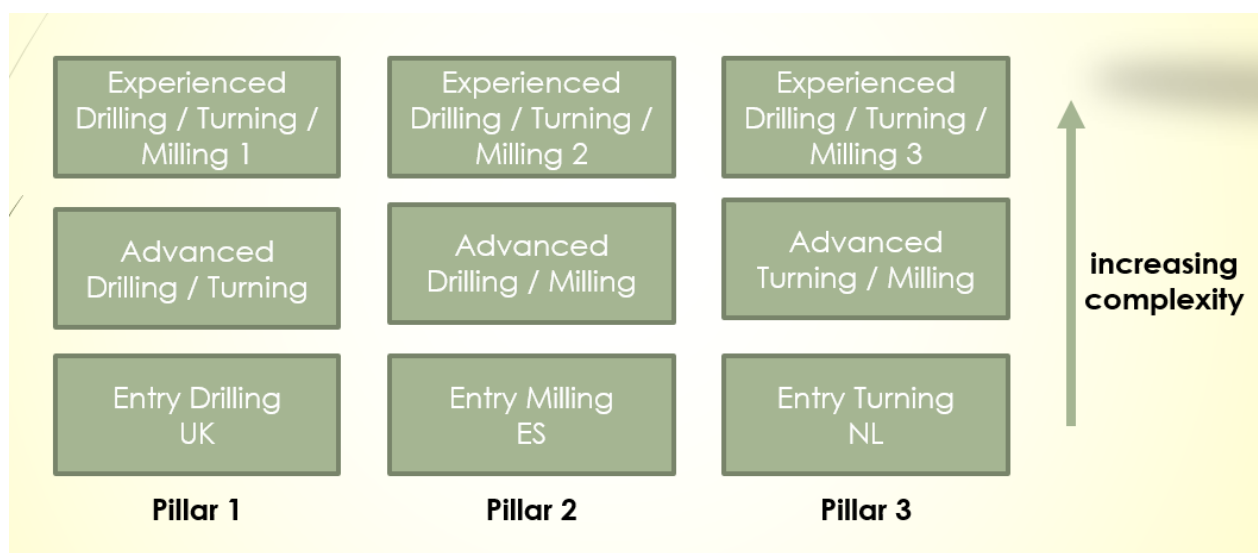 Experienced
Drilling / Turning /
Milling 1
Experienced
Drilling / Turning /
Milling 2
Experienced
Drilling / Turning /
Milling 3
Advanced
Drilling / Turning
Advanced
Drilling / Milling
Advanced
Turning / Milling
increasing
complexity
Entry Drilling
UK
Entry Milling
ES
Entry Turning
NL
Pillar 1
Pillar 2
Pillar 3